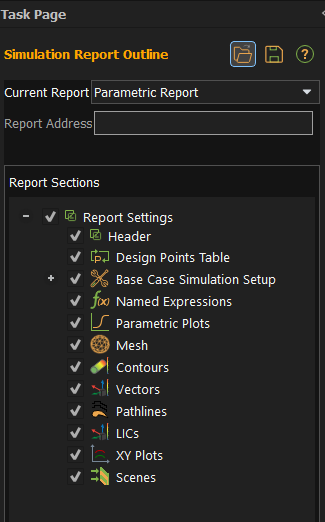 Task Page
Simulation Report Outline
Current Report Parametric Report
Report Address
Report Sections
Report Settings
Header
Design Points Table
Base Case Simulation Setup
f(x) Named Expressions
Parametric Plots
Mesh
Contours
Vectors
Pathlines
LICs
XY Plots
Scenes